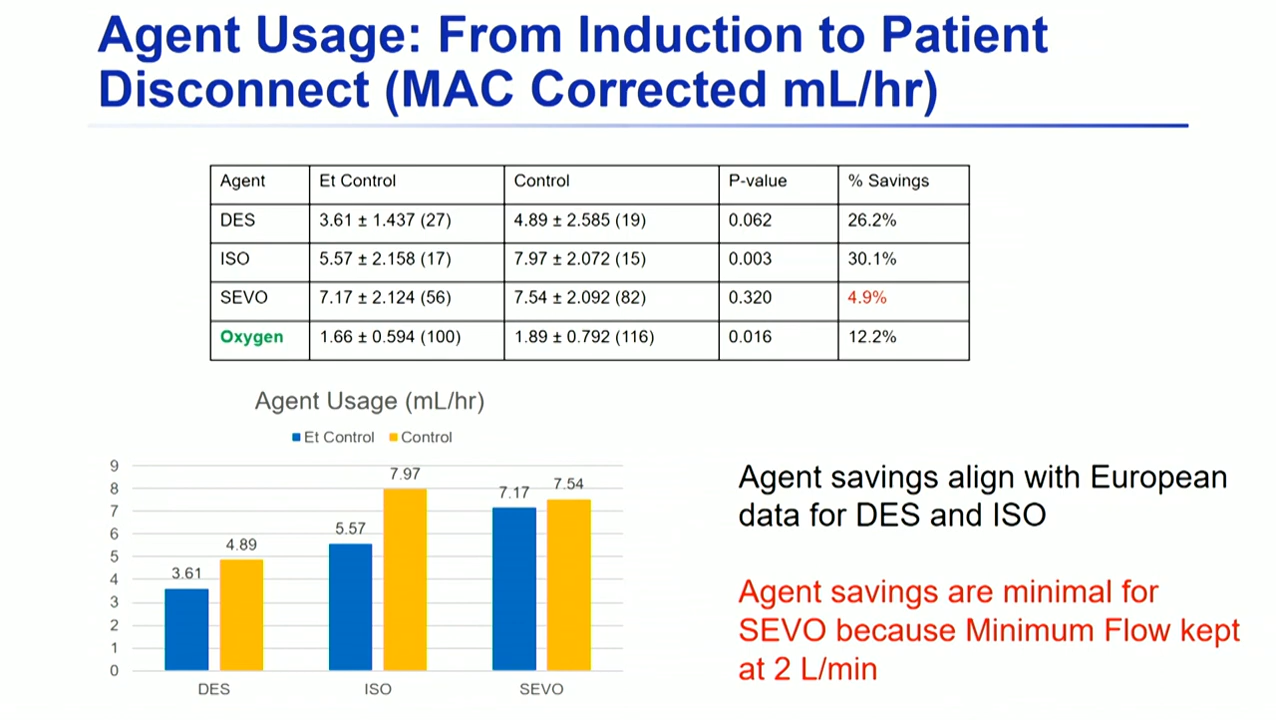 Agent Usage: From Induction to Patient
Disconnect (MAC Corrected mL/hr)
Agent Et Control Control P-value % Savings
DES 3.61 ± 1.437 (27) 4.89 ± 2.585 (19) 0.062 26.2%
ISO 5.57 ± 2.158 (17) 7.97 ± 2.072 (15) 0.003 30.1%
SEVO 7.17 ± 2.124 (56) 7.54 ± 2.092 (82) 0.320 4.9%
Oxygen 1.66 ± 0.594 (100) 1.89 ± 0.792 (116) 0.016 12.2%
Agent Usage (mL/hr)
Et Control Control
9
8
7
6
5
4
3
2
1
0
3.61
4.89
5.57
7.97
7.17
7.54
DES ISO SEVO
Agent savings align with European
data for DES and ISO
Agent savings are minimal for
SEVO because Minimum Flow kept
at 2 L/min